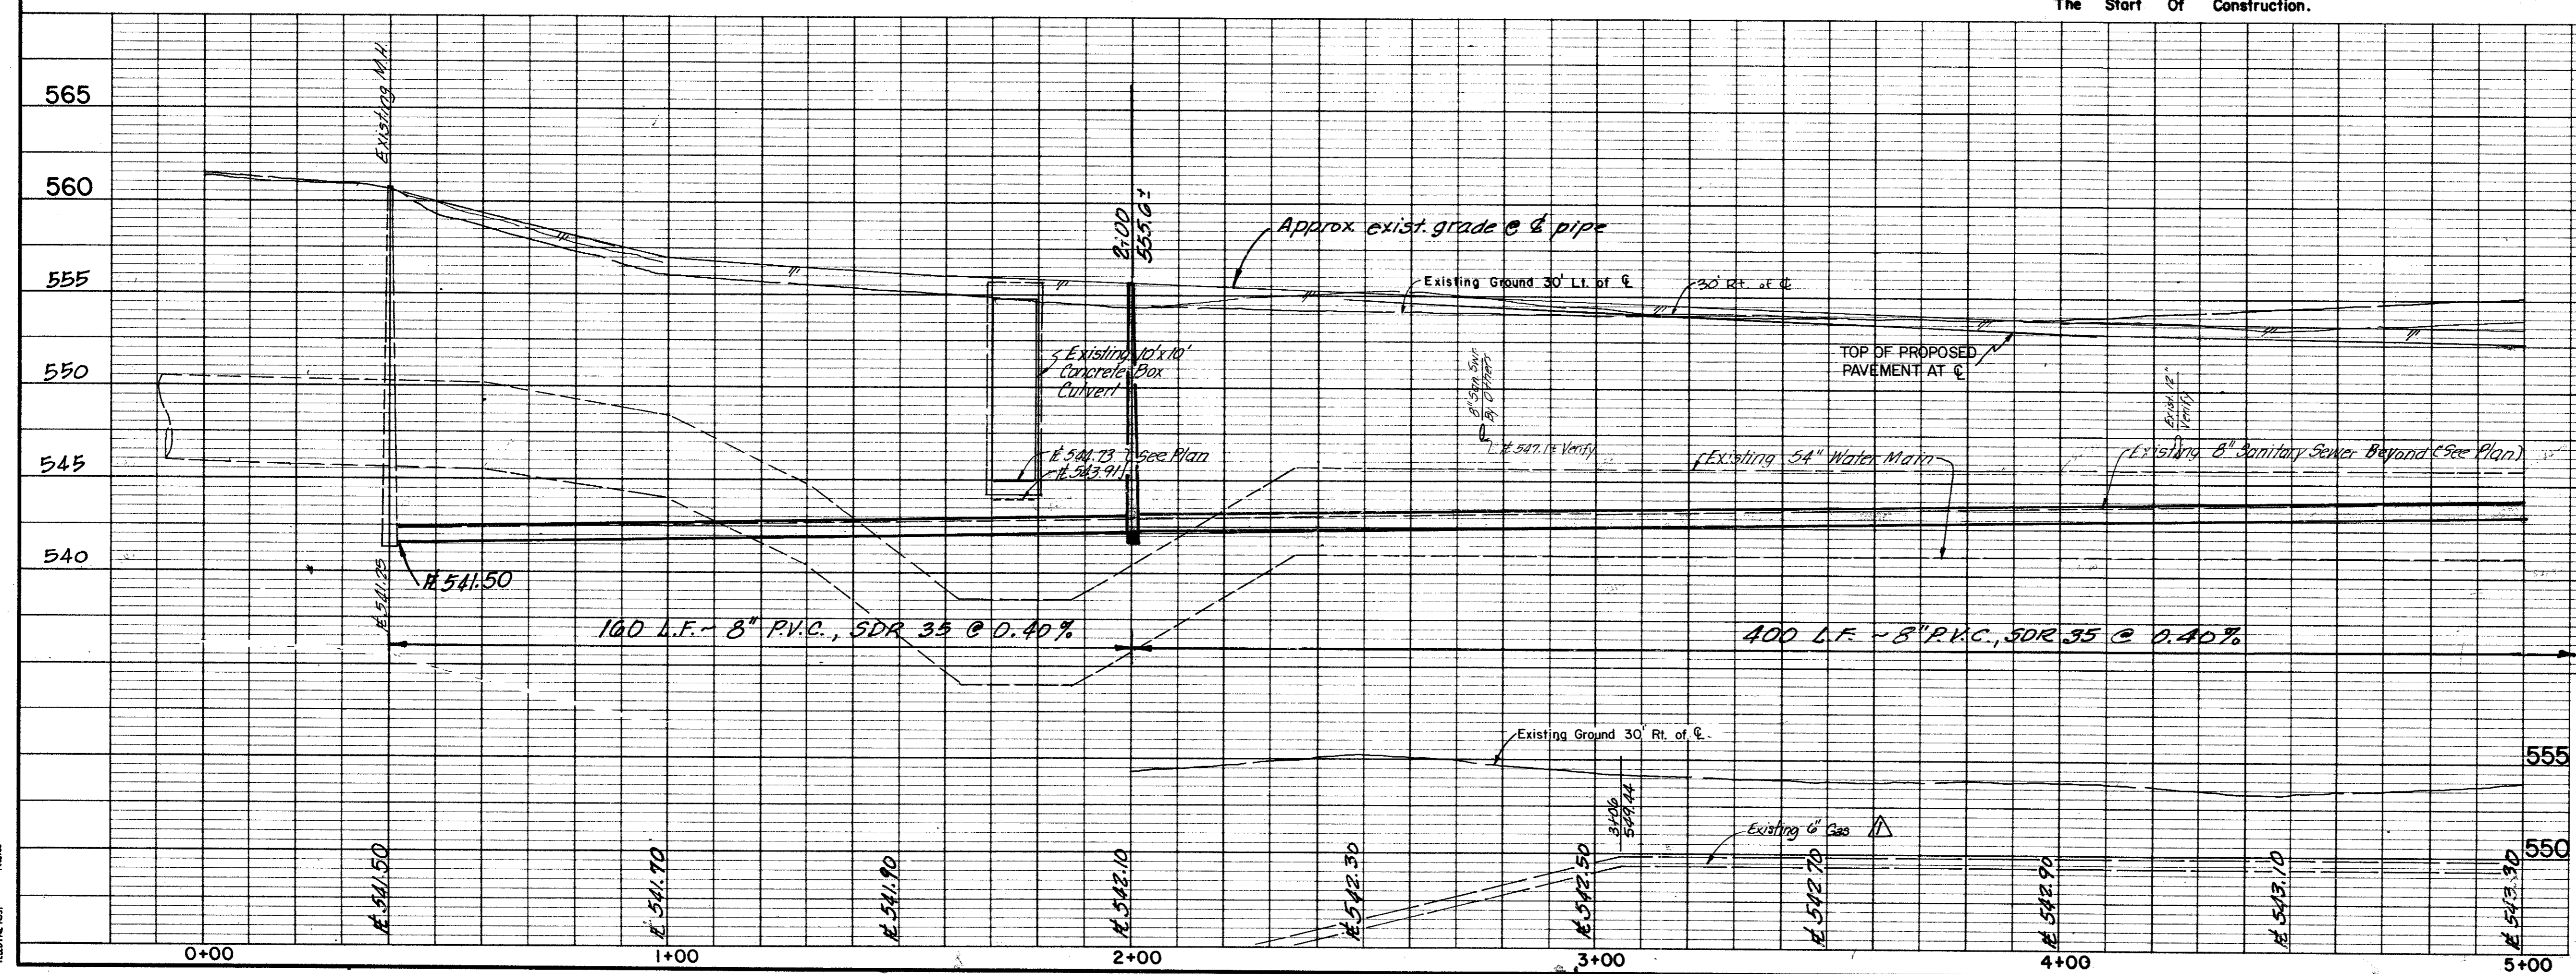 The Start Of Construction.
565
560
555
550
545
540
Existing M.H.
2+00
555.6±
Approx exist. grade @ ℄ pipe
Existing Ground 30' Lt. of ℄
30' Rt. of ℄
Existing 10'x10'
Concrete Box
Culvert
TOP OF PROPOSED
PAVEMENT AT ℄
8" San Swr
By Others
Exist. 12"
Verify
℄ 547.1± Verify
℄ 544.73
℄ 543.91
See Plan
Existing 54" Water Main
Existing 8" Sanitary Sewer Beyond (See Plan)
℄ 541.25
℄ 541.50
160 L.F. ~ 8" P.V.C., SDR 35 @ 0.40%
400 L.F. ~ 8" P.V.C., SDR 35 @ 0.40%
Existing Ground 30' Rt. of ℄
555
3+06
549.44
Existing 6" Gas
1
550
℄ 541.50
℄ 541.70
℄ 541.90
℄ 542.10
℄ 542.30
℄ 542.50
℄ 542.70
℄ 542.90
℄ 543.10
℄ 543.30
0+00
1+00
2+00
3+00
4+00
5+00